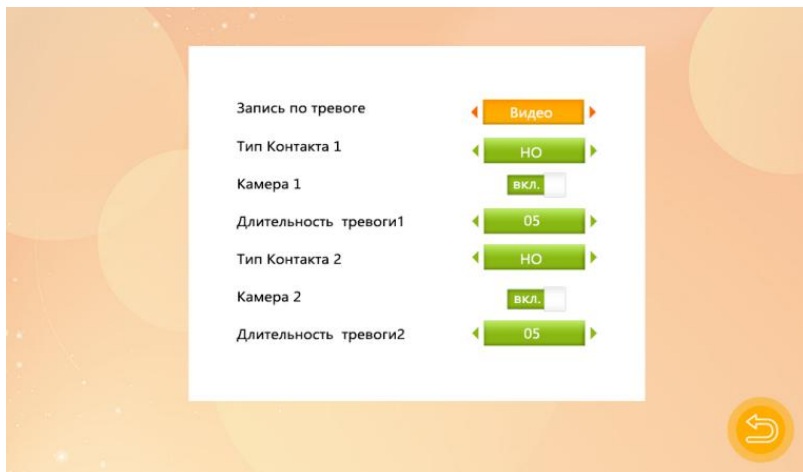 Запись по тревоге Видео
Тип Контакта 1 НО
Камера 1 вкл.
Длительность тревоги1 05
Тип Контакта 2 НО
Камера 2 вкл.
Длительность тревоги2 05